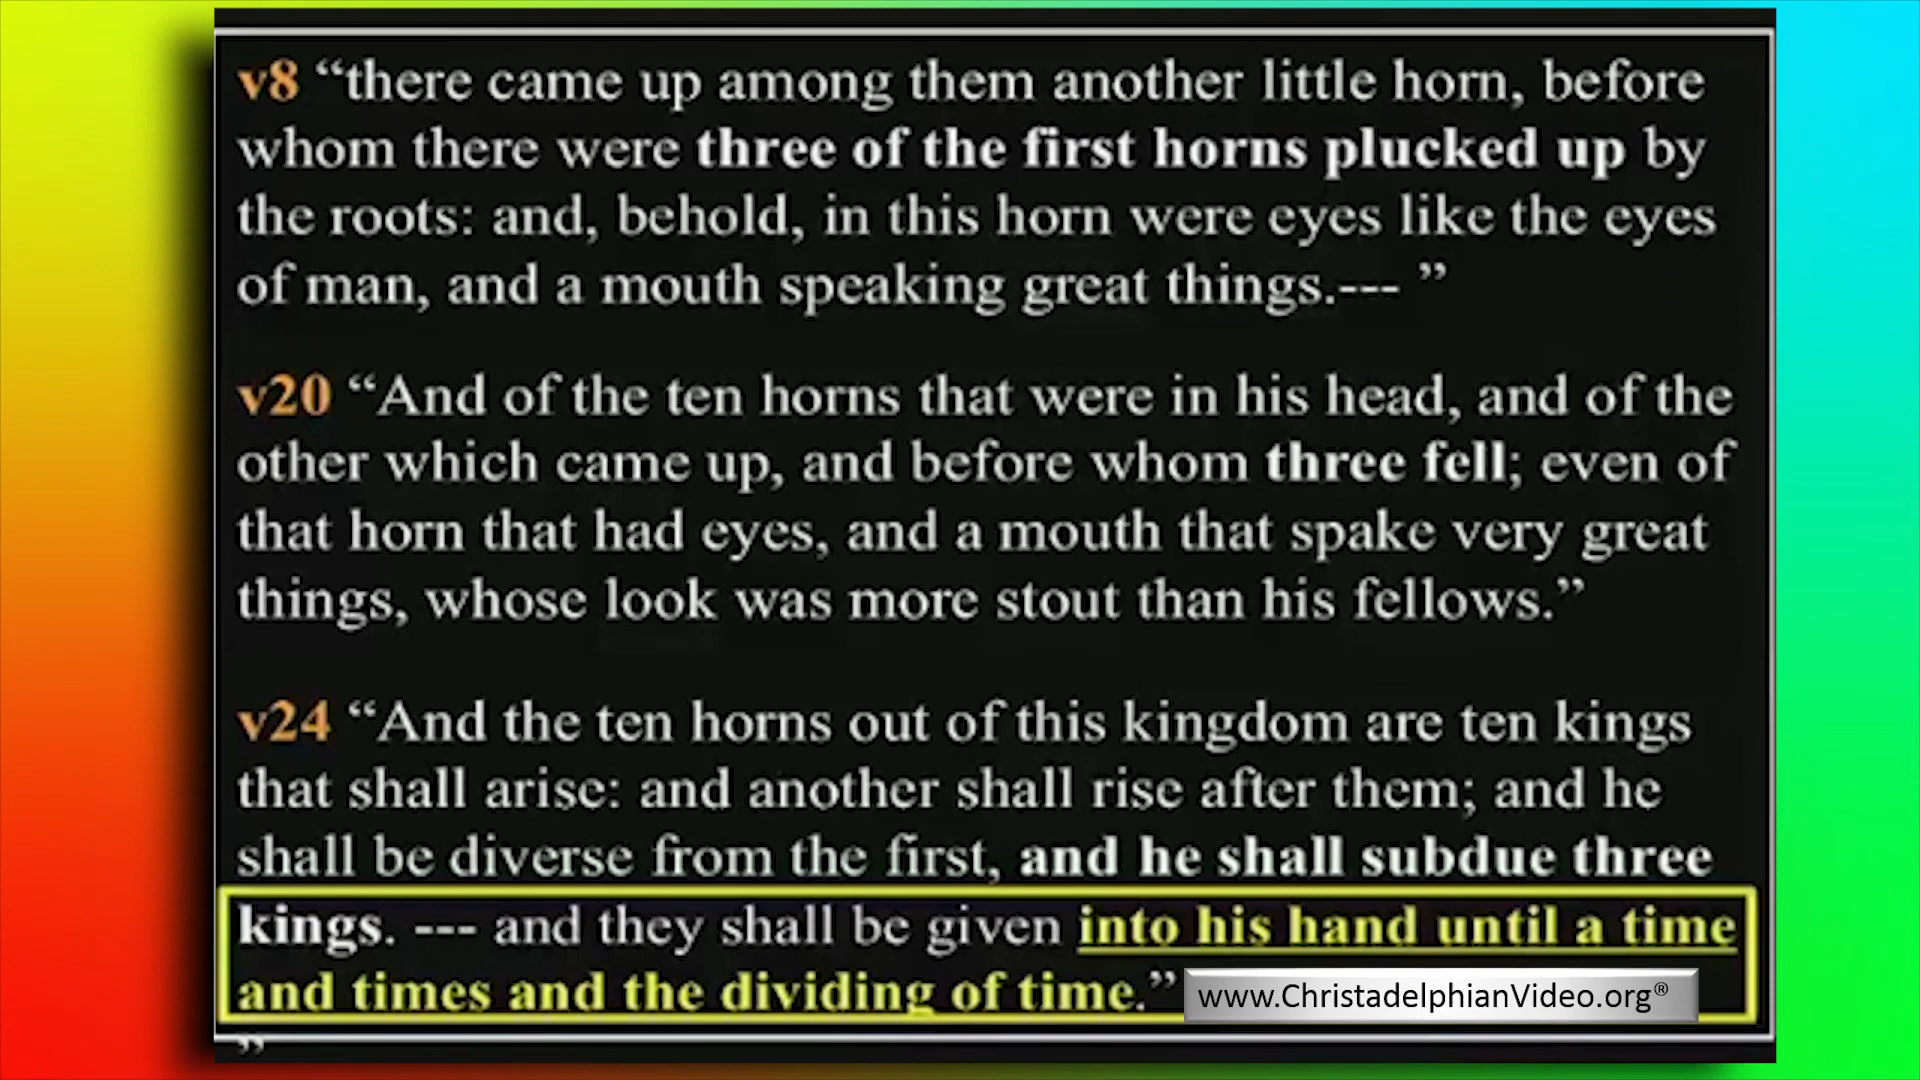 v8 “there came up among them another little horn, before
whom there were three of the first horns plucked up by
the roots: and, behold, in this horn were eyes like the eyes
of man, and a mouth speaking great things.--- ”
v20 “And of the ten horns that were in his head, and of the
other which came up, and before whom three fell; even of
that horn that had eyes, and a mouth that spake very great
things, whose look was more stout than his fellows.”
v24 “And the ten horns out of this kingdom are ten kings
that shall arise: and another shall rise after them; and he
shall be diverse from the first, and he shall subdue three
kings. --- and they shall be given into his hand until a time
and times and the dividing of time.”
www.ChristadelphianVideo.org®
”